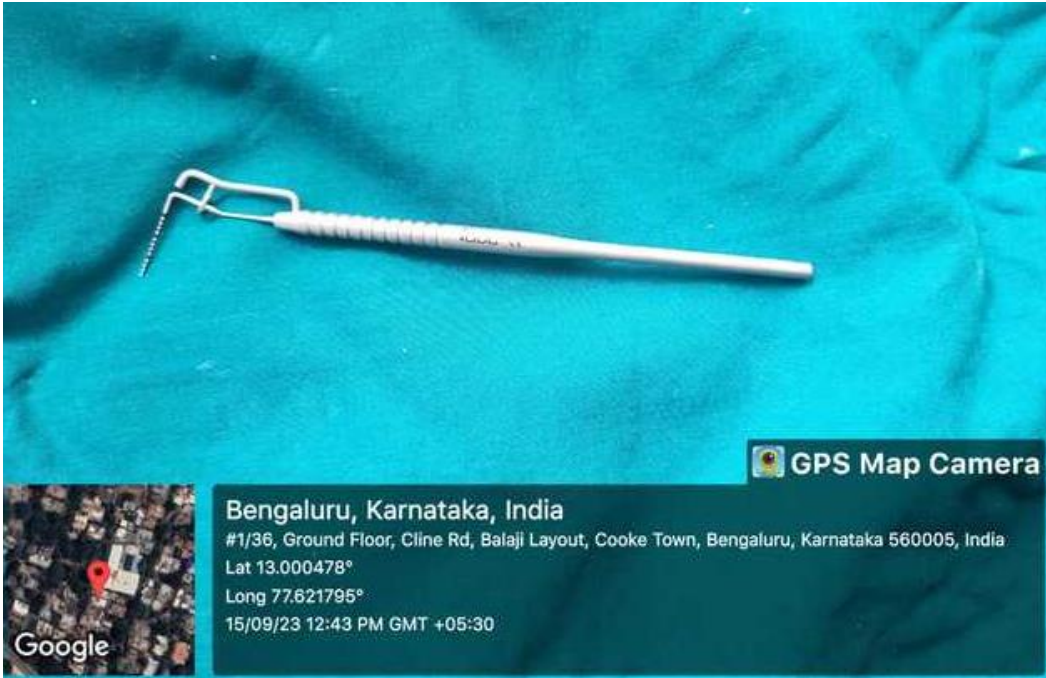 GPS Map Camera
Bengaluru, Karnataka, India
#1/36, Ground Floor, Cline Rd, Balaji Layout, Cooke Town, Bengaluru, Karnataka 560005, India
Lat 13.000478°
Long 77.621795°
15/09/23 12:43 PM GMT +05:30
Google